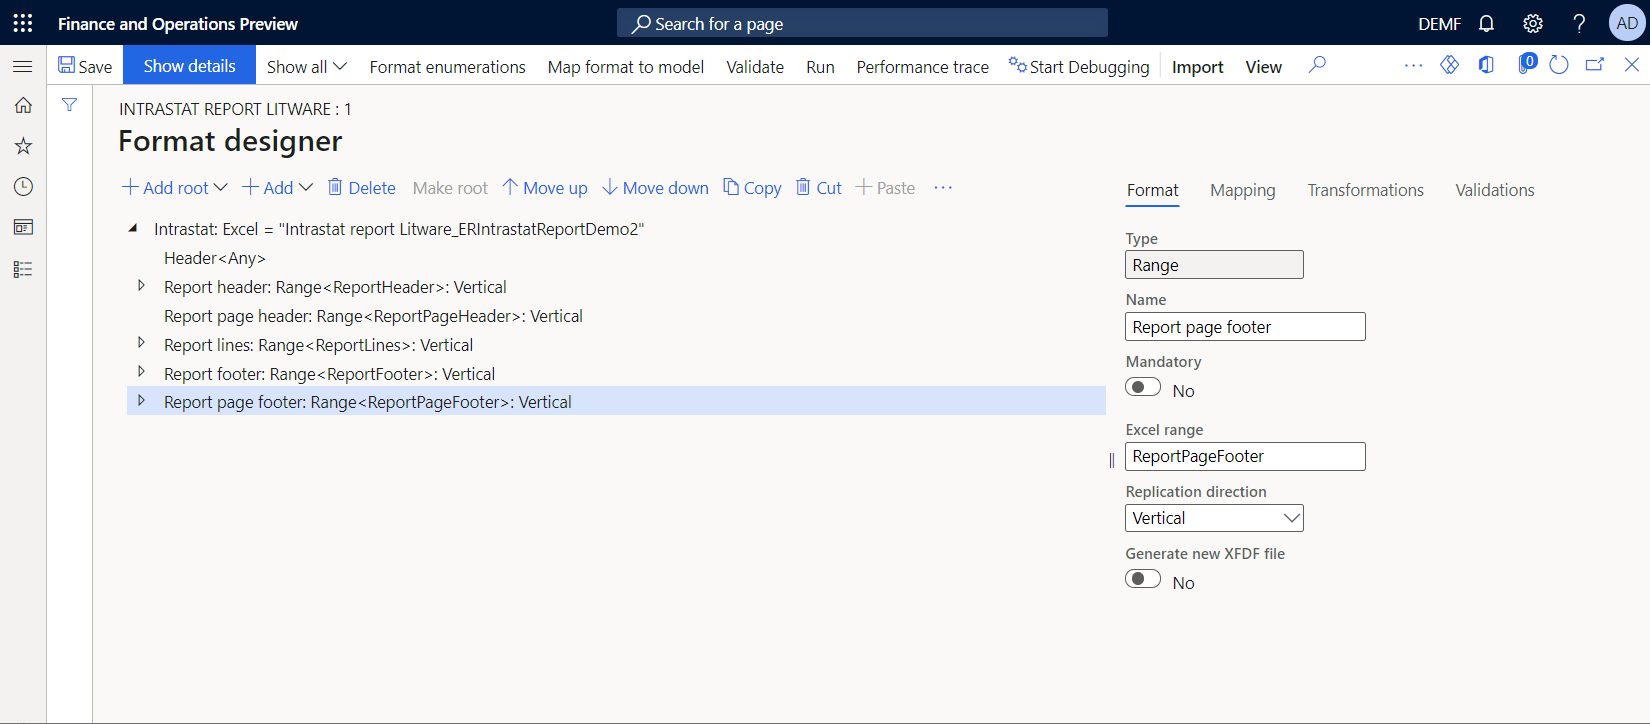 Finance and Operations Preview
Search for a page
DEMF
?
AD
Save
Show details
Show all
Format enumerations
Map format to model
Validate
Run
Performance trace
Start Debugging
Import
View
...
0
INTRASTAT REPORT LITWARE : 1
Format designer
Add root
Add
Delete
Make root
Move up
Move down
Copy
Cut
Paste
...
Format
Mapping
Transformations
Validations
Intrastat: Excel = "Intrastat report Litware_ERIntrastatReportDemo2"
Header<Any>
Report header: Range<ReportHeader>: Vertical
Report page header: Range<ReportPageHeader>: Vertical
Report lines: Range<ReportLines>: Vertical
Report footer: Range<ReportFooter>: Vertical
Report page footer: Range<ReportPageFooter>: Vertical
Type
Range
Name
Report page footer
Mandatory
No
Excel range
ReportPageFooter
Replication direction
Vertical
Generate new XFDF file
No